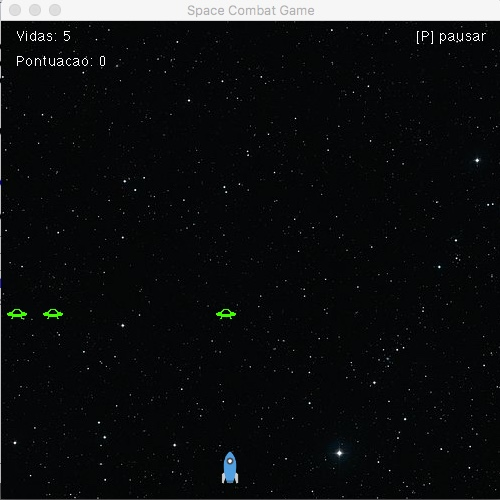 Space Combat Game
Vidas: 5
[P] pausar
Pontuacao: 0